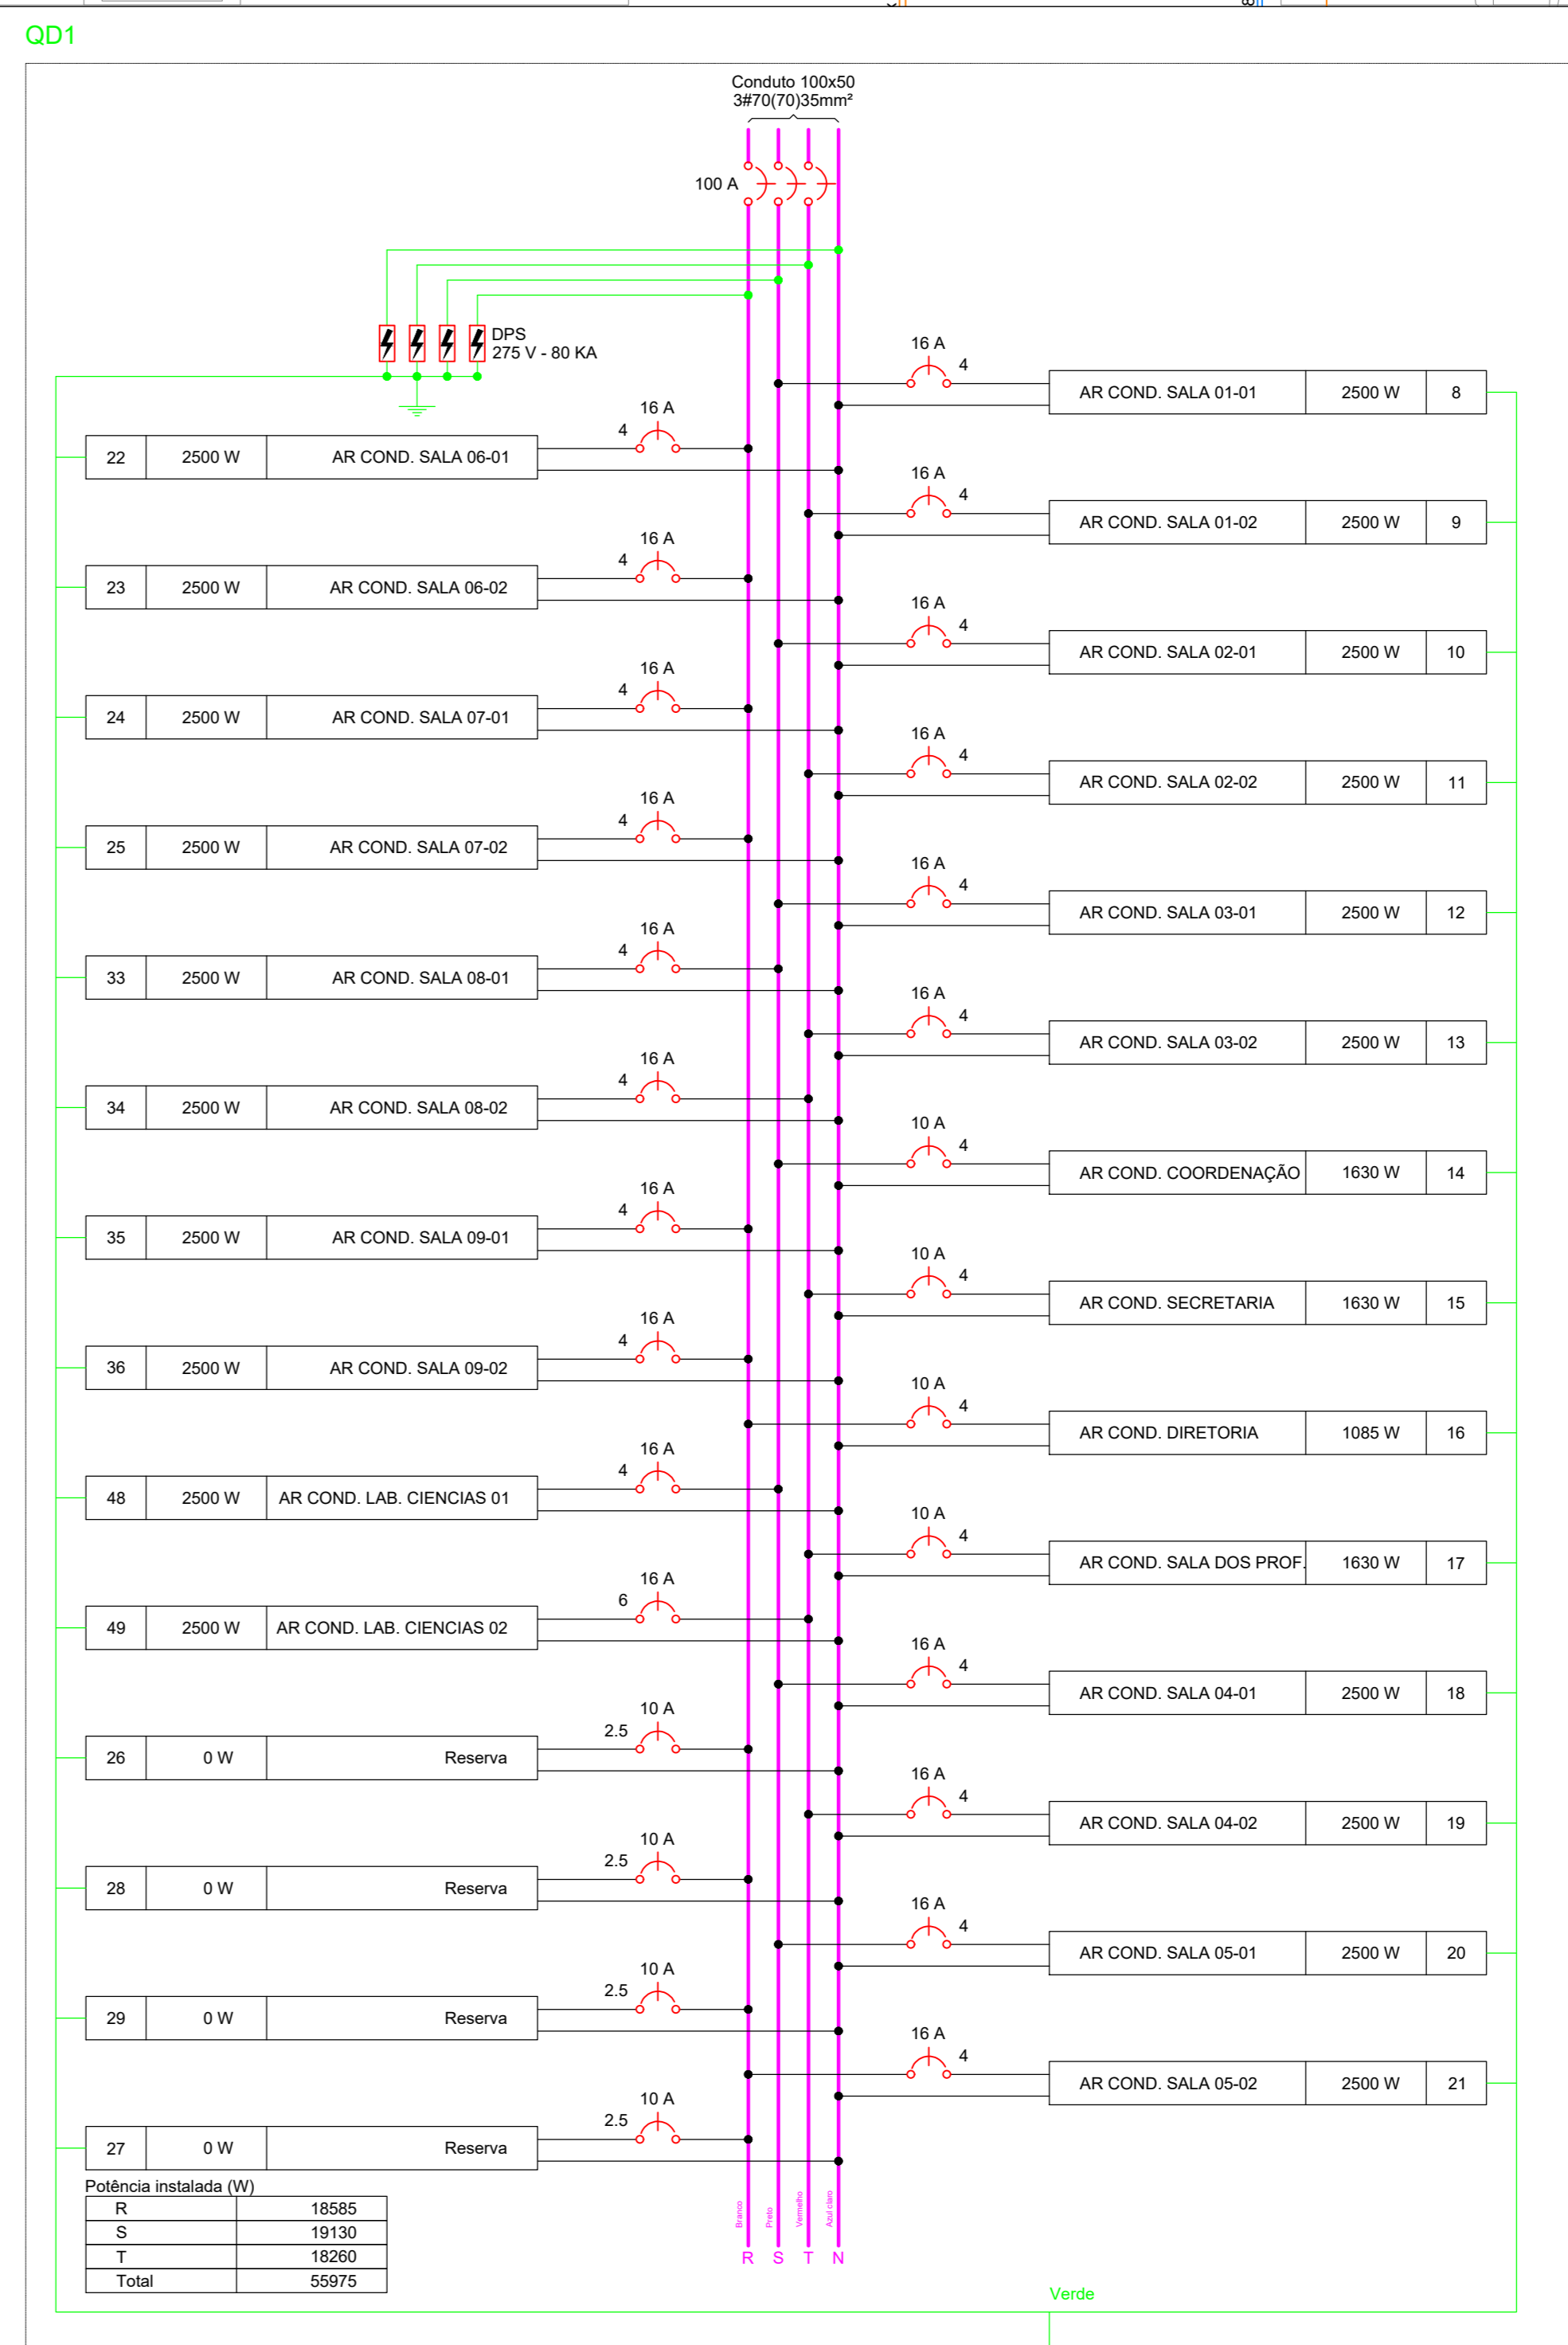 QD1
Conduto 100x50
3#70(70)35mm²
100 A
DPS
275 V - 80 KA
16 A
4
AR COND. SALA 01-01 2500 W 8
16 A
4
22 2500 W AR COND. SALA 06-01
16 A
4
AR COND. SALA 01-02 2500 W 9
16 A
4
23 2500 W AR COND. SALA 06-02
16 A
4
AR COND. SALA 02-01 2500 W 10
16 A
4
24 2500 W AR COND. SALA 07-01
16 A
4
AR COND. SALA 02-02 2500 W 11
16 A
4
25 2500 W AR COND. SALA 07-02
16 A
4
AR COND. SALA 03-01 2500 W 12
16 A
4
33 2500 W AR COND. SALA 08-01
16 A
4
AR COND. SALA 03-02 2500 W 13
16 A
4
34 2500 W AR COND. SALA 08-02
10 A
4
AR COND. COORDENAÇÃO 1630 W 14
16 A
4
35 2500 W AR COND. SALA 09-01
10 A
4
AR COND. SECRETARIA 1630 W 15
16 A
4
36 2500 W AR COND. SALA 09-02
10 A
4
AR COND. DIRETORIA 1085 W 16
16 A
4
48 2500 W AR COND. LAB. CIENCIAS 01
10 A
4
AR COND. SALA DOS PROF. 1630 W 17
16 A
6
49 2500 W AR COND. LAB. CIENCIAS 02
16 A
4
AR COND. SALA 04-01 2500 W 18
10 A
2.5
26 0 W Reserva
16 A
4
AR COND. SALA 04-02 2500 W 19
10 A
2.5
28 0 W Reserva
16 A
4
AR COND. SALA 05-01 2500 W 20
10 A
2.5
29 0 W Reserva
16 A
4
AR COND. SALA 05-02 2500 W 21
10 A
2.5
27 0 W Reserva
Potência instalada (W)
R 18585
S 19130
T 18260
Total 55975
Branco
Preto
Vermelho
Azul claro
R S T N
Verde